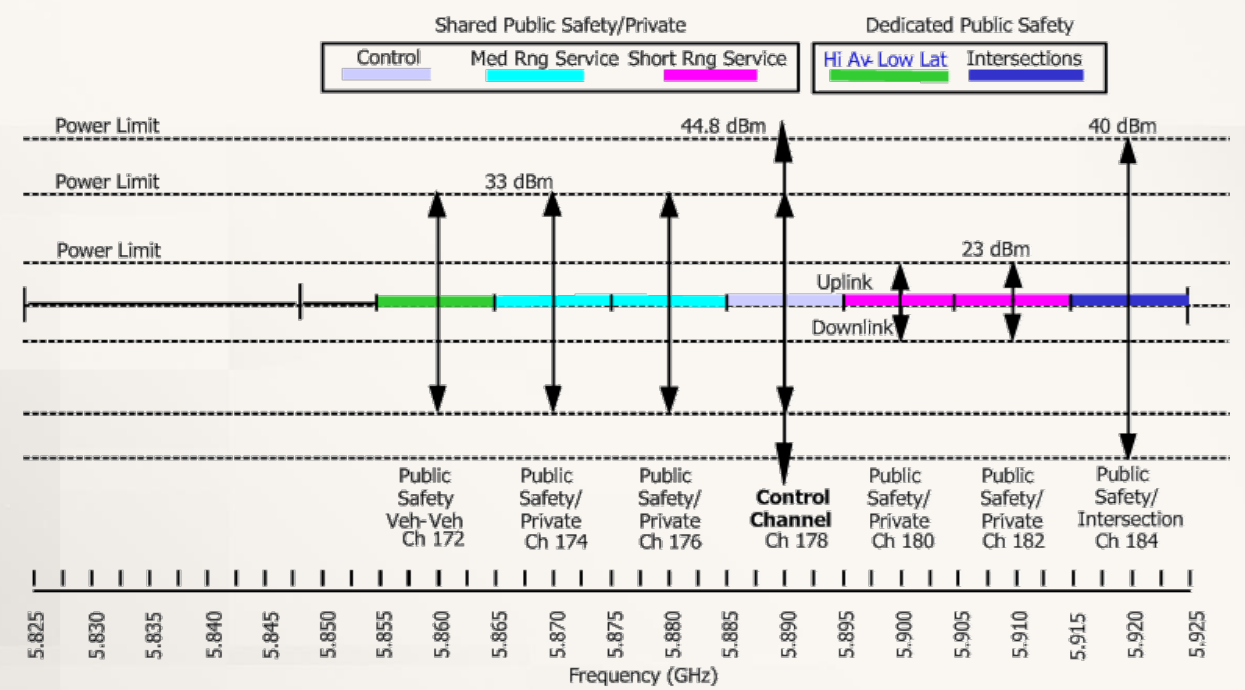 Shared Public Safety/Private
Dedicated Public Safety
Control
Med Rng Service
Short Rng Service
Hi Av-Low Lat
Intersections
Power Limit
44.8 dBm
40 dBm
Power Limit
33 dBm
Power Limit
23 dBm
Uplink
Downlink
Public
Safety
Veh-Veh
Ch 172
Public
Safety/
Private
Ch 174
Public
Safety/
Private
Ch 176
Control
Channel
Ch 178
Public
Safety/
Private
Ch 180
Public
Safety/
Private
Ch 182
Public
Safety/
Intersection
Ch 184
5.825
5.830
5.835
5.840
5.845
5.850
5.855
5.860
5.865
5.870
5.875
5.880
5.885
5.890
5.895
5.900
5.905
5.910
5.915
5.920
5.925
Frequency (GHz)